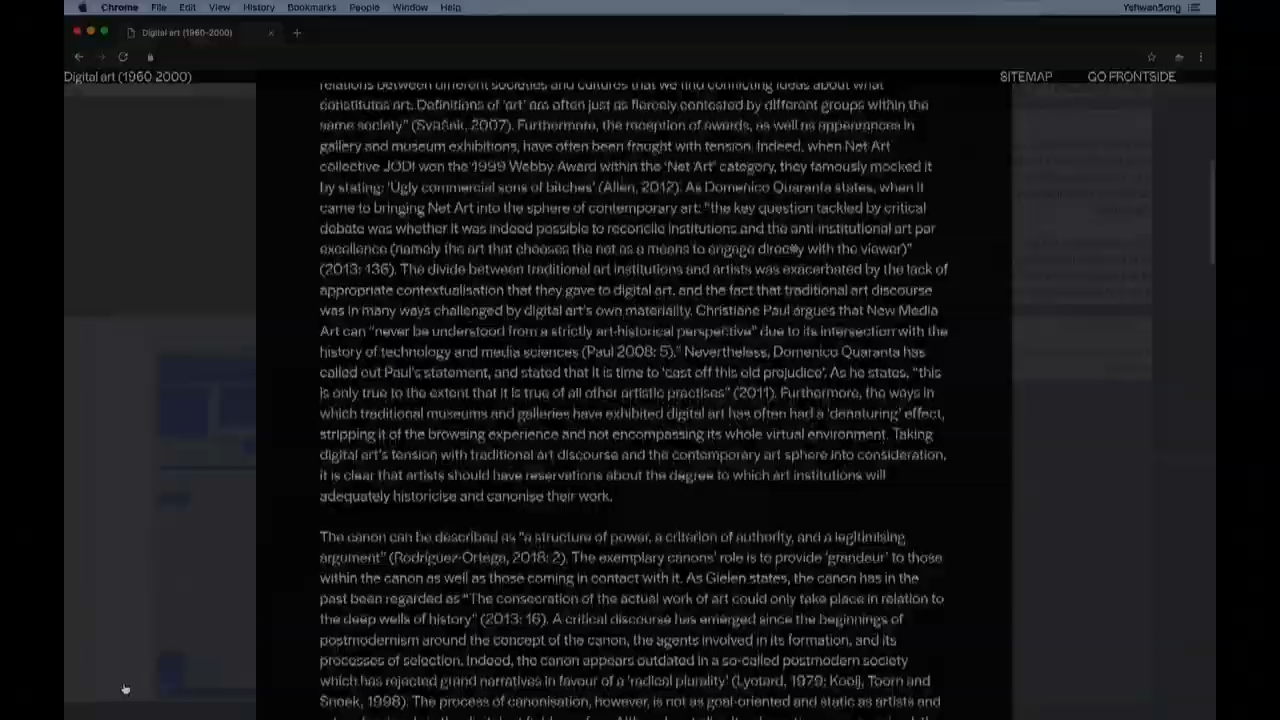 Chrome File Edit View History Bookmarks People Window Help YehwanSong
Digital art (1960-2000)
Digital art (1960 2000) SITEMAP GO FRONTSIDE
relations between different societies and cultures that we find conflicting ideas about what
constitutes art. Definitions of 'art' are often just as fiercely contested by different groups within the
same society” (Svašek, 2007). Furthermore, the reception of awards, as well as appearances in
gallery and museum exhibitions, have often been fraught with tension. Indeed, when Net Art
collective JODI won the 1999 Webby Award within the 'Net Art' category, they famously mocked it
by stating: 'Ugly commercial sons of bitches' (Allen, 2012). As Domenico Quaranta states, when it
came to bringing Net Art into the sphere of contemporary art: “the key question tackled by critical
debate was whether it was indeed possible to reconcile institutions and the anti institutional art par
excellence (namely the art that chooses the net as a means to engage directly with the viewer)”
(2013: 136). The divide between traditional art institutions and artists was exacerbated by the lack of
appropriate contextualisation that they gave to digital art, and the fact that traditional art discourse
was in many ways challenged by digital art's own materiality. Christiane Paul argues that New Media
Art can “never be understood from a strictly art-historical perspective” due to its intersection with the
history of technology and media sciences (Paul 2008: 5).” Nevertheless, Domenico Quaranta has
called out Paul's statement, and stated that it is time to 'cast off this old prejudice'. As he states, “this
is only true to the extent that it is true of all other artistic practises” (2011). Furthermore, the ways in
which traditional museums and galleries have exhibited digital art has often had a 'denaturing' effect,
stripping it of the browsing experience and not encompassing its whole virtual environment. Taking
digital art's tension with traditional art discourse and the contemporary art sphere into consideration,
it is clear that artists should have reservations about the degree to which art institutions will
adequately historicise and canonise their work.
The canon can be described as “a structure of power, a criterion of authority, and a legitimising
argument” (Rodríguez-Ortega, 2018: 2). The exemplary canons' role is to provide 'grandeur' to those
within the canon as well as those coming in contact with it. As Gielen states, the canon has in the
past been regarded as “The consecration of the actual work of art could only take place in relation to
the deep wells of history” (2013: 16). A critical discourse has emerged since the beginnings of
postmodernism around the concept of the canon, the agents involved in its formation, and its
processes of selection. Indeed, the canon appears outdated in a so-called postmodern society
which has rejected grand narratives in favour of a 'radical plurality' (Lyotard, 1979; Kooij, Toorn and
Snoek, 1998). The process of canonisation, however, is not as goal-oriented and static as artists and